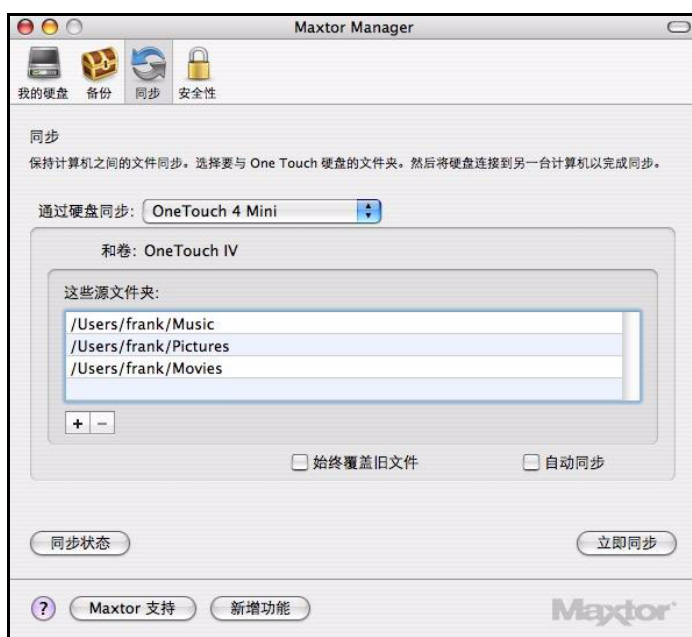 Maxtor Manager
我的硬盘 备份 同步 安全性
同步
保持计算机之间的文件同步。选择要与 One Touch 硬盘的文件夹。然后将硬盘连接到另一台计算机以完成同步。
通过硬盘同步: OneTouch 4 Mini
和卷: OneTouch IV
这些源文件夹:
/Users/frank/Music
/Users/frank/Pictures
/Users/frank/Movies
+ −
始终覆盖旧文件 自动同步
同步状态 立即同步
? Maxtor 支持 新增功能 Maxtor